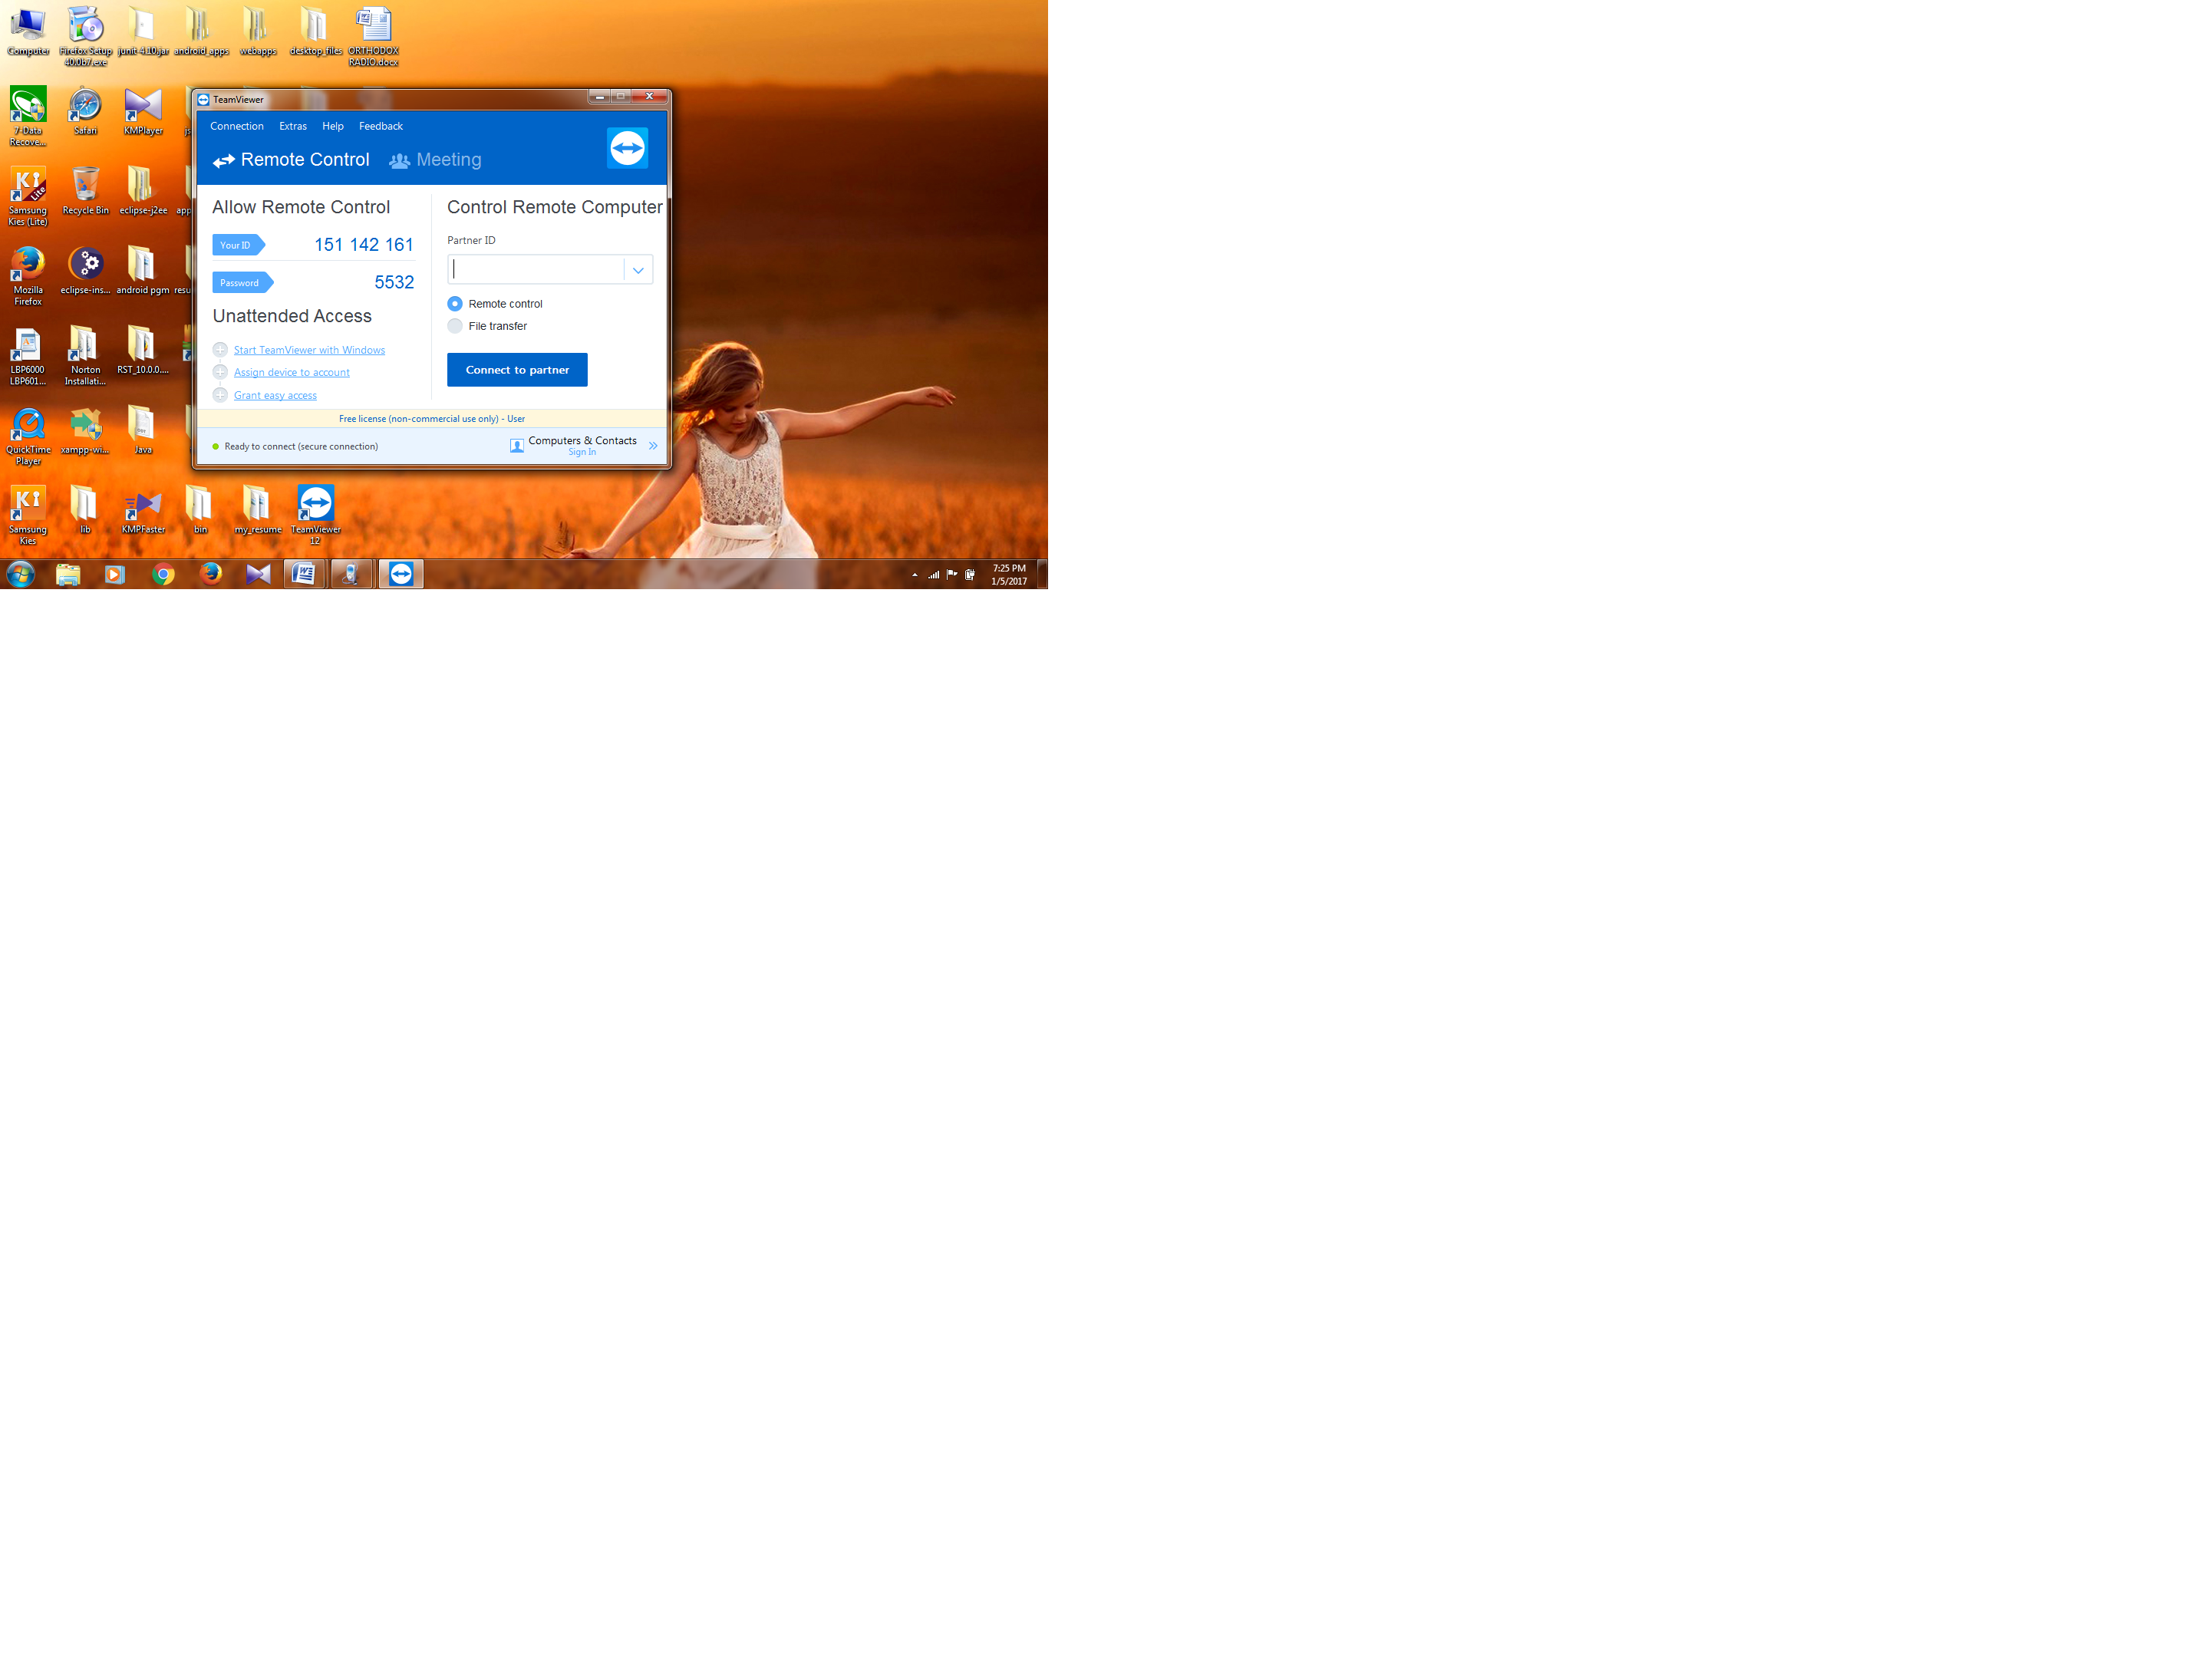 Computer
Firefox Setup 40.0b7.exe
junit-4.10.jar
android_apps
webapps
desktop_files
ORTHODOX RADIO.docx
7-Data Recove...
Safari
KMPlayer
Samsung Kies (Lite)
Recycle Bin
eclipse-j2ee
app
Mozilla Firefox
eclipse-ins...
android pgm
resu
LBP6000 LBP601...
Norton Installati...
RST_10.0.0....
QuickTime Player
xampp-wi...
Java
Samsung Kies
lib
KMPFaster
bin
my_resume
TeamViewer 12
TeamViewer
Connection Extras Help Feedback
Remote Control Meeting
Allow Remote Control
Your ID 151 142 161
Password 5532
Unattended Access
Start TeamViewer with Windows
Assign device to account
Grant easy access
Control Remote Computer
Partner ID
Remote control
File transfer
Connect to partner
Free license (non-commercial use only) - User
Ready to connect (secure connection)
Computers & Contacts
Sign In
7:25 PM
1/5/2017